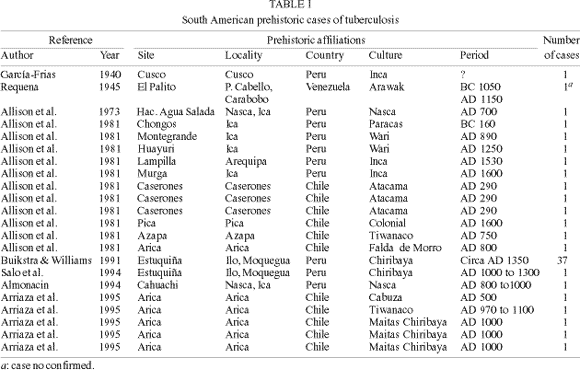 TABLE I
South American prehistoric cases of tuberculosis
Reference Prehistoric affiliations Number
Author Year Site Locality Country Culture Period of cases
García-Frias 1940 Cusco Cusco Peru Inca ? 1
Requena 1945 El Palito P. Cabello, Venezuela Arawak BC 1050 1a
Carabobo AD 1150
Allison et al. 1973 Hac. Agua Salada Nasca, Ica Peru Nasca AD 700 1
Allison et al. 1981 Chongos Ica Peru Paracas BC 160 1
Allison et al. 1981 Montegrande Ica Peru Wari AD 890 1
Allison et al. 1981 Huayuri Ica Peru Wari AD 1250 1
Allison et al. 1981 Lampilla Arequipa Peru Inca AD 1530 1
Allison et al. 1981 Murga Ica Peru Inca AD 1600 1
Allison et al. 1981 Caserones Caserones Chile Atacama AD 290 1
Allison et al. 1981 Caserones Caserones Chile Atacama AD 290 1
Allison et al. 1981 Caserones Caserones Chile Atacama AD 290 1
Allison et al. 1981 Pica Pica Chile Colonial AD 1600 1
Allison et al. 1981 Azapa Azapa Chile Tiwanaco AD 750 1
Allison et al. 1981 Arica Arica Chile Falda de Morro AD 800 1
Buikstra & Williams 1991 Estuquiña Ilo, Moquegua Peru Chiribaya Circa AD 1350 37
Salo et al. 1994 Estuquiña Ilo, Moquegua Peru Chiribaya AD 1000 to 1300 1
Almonacin 1994 Cahuachi Nasca, Ica Peru Nasca AD 800 to1000 1
Arriaza et al. 1995 Arica Arica Chile Cabuza AD 500 1
Arriaza et al. 1995 Arica Arica Chile Tiwanaco AD 970 to 1100 1
Arriaza et al. 1995 Arica Arica Chile Maitas Chiribaya AD 1000 1
Arriaza et al. 1995 Arica Arica Chile Maitas Chiribaya AD 1000 1
Arriaza et al. 1995 Arica Arica Chile Maitas Chiribaya AD 1000 1
a: case no confirmed.